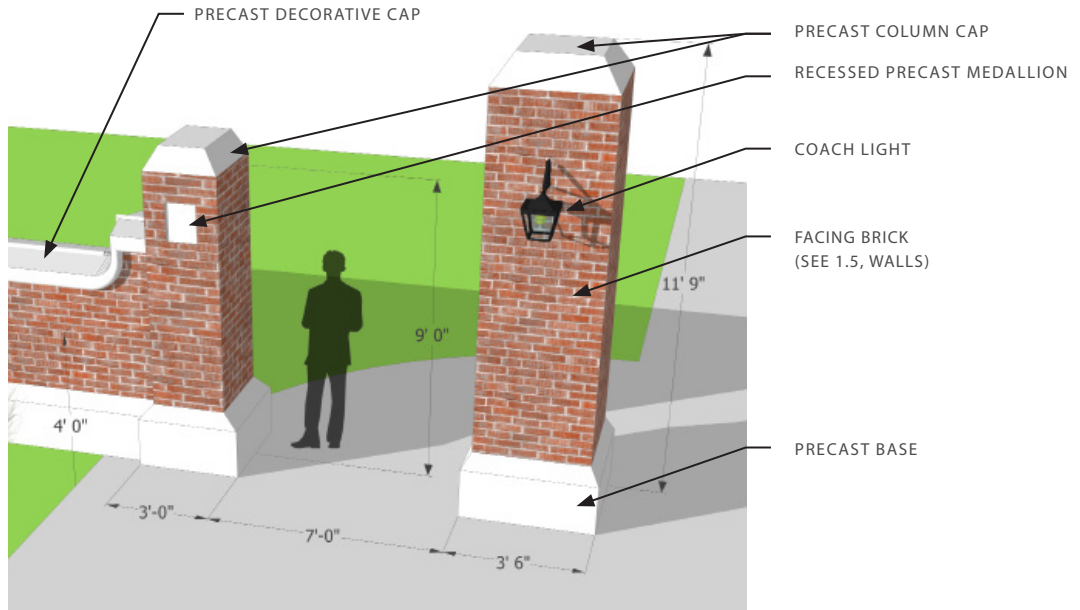 PRECAST DECORATIVE CAP
PRECAST COLUMN CAP
RECESSED PRECAST MEDALLION
COACH LIGHT
FACING BRICK
(SEE 1.5, WALLS)
11' 9"
9' 0"
4' 0"
PRECAST BASE
3'-0"
7'-0"
3' 6"